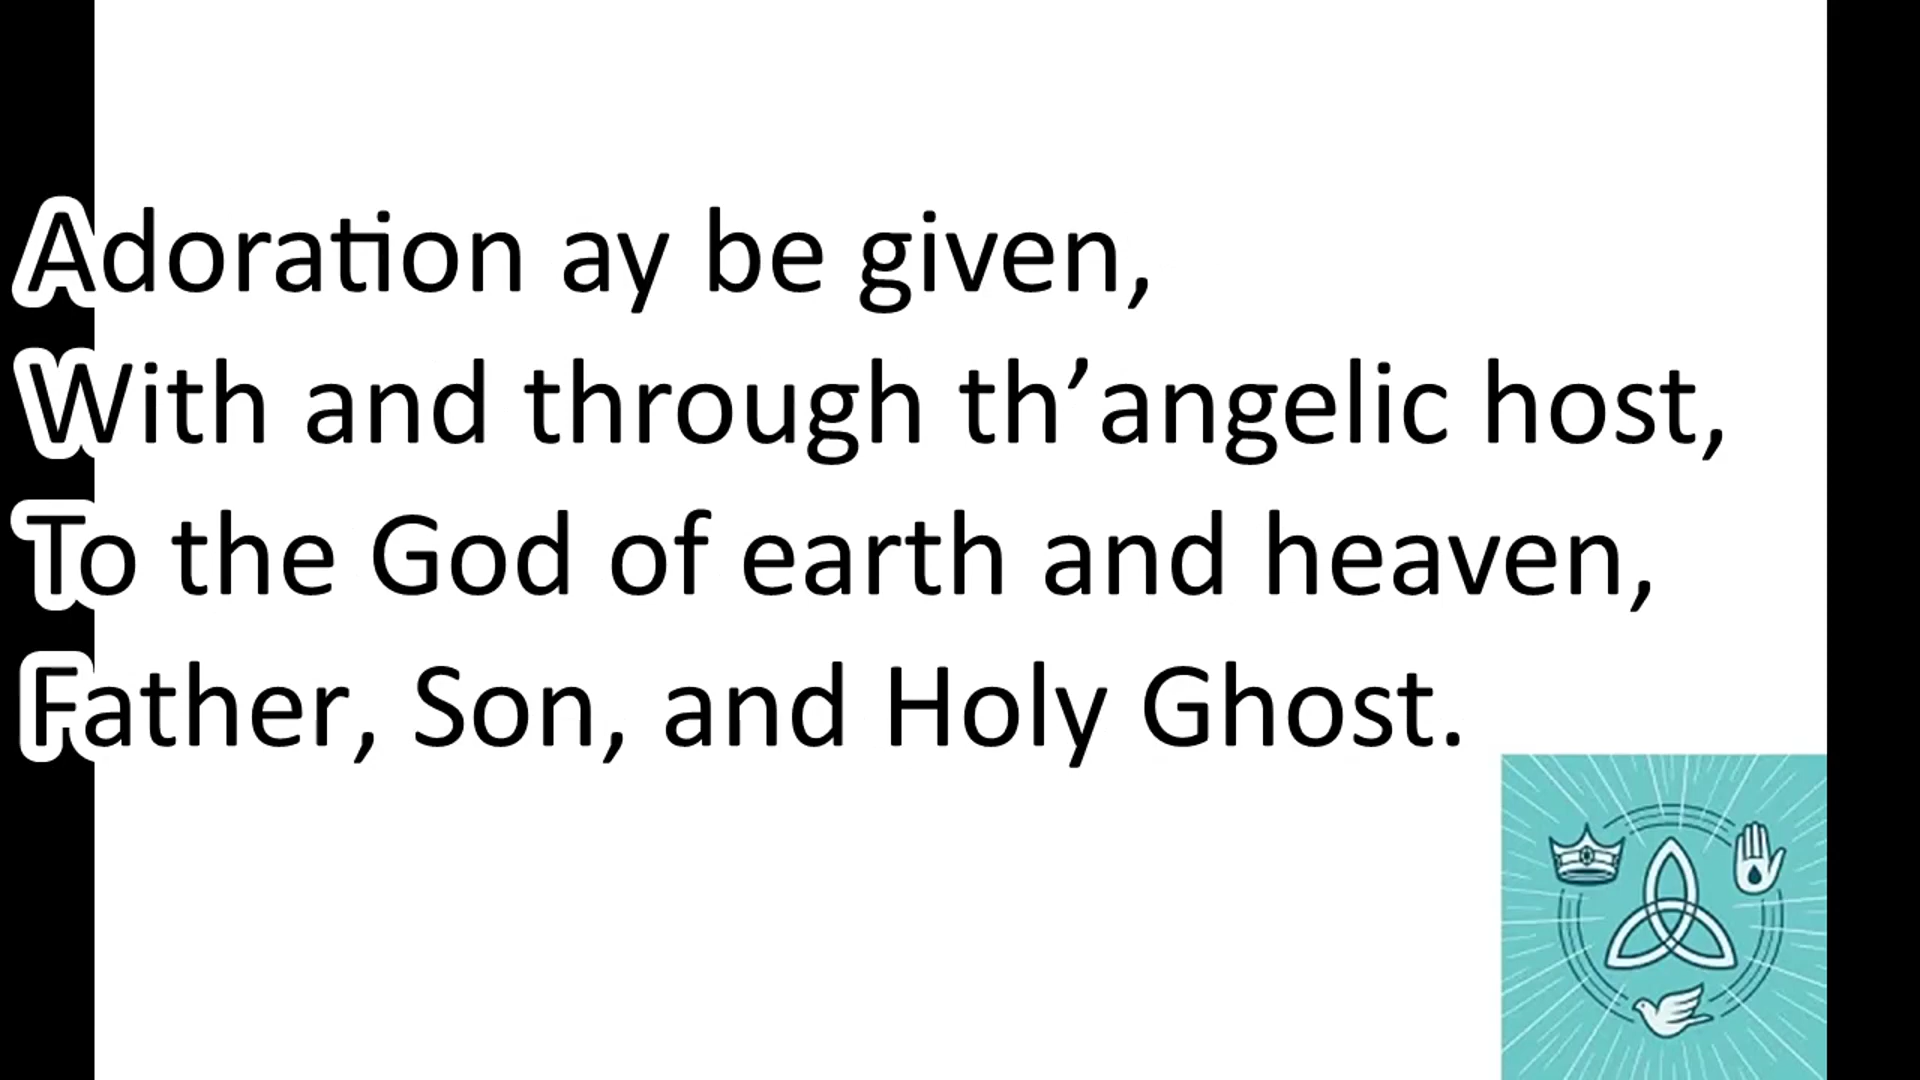 Adoration ay be given,
With and through th’angelic host,
To the God of earth and heaven,
Father, Son, and Holy Ghost.